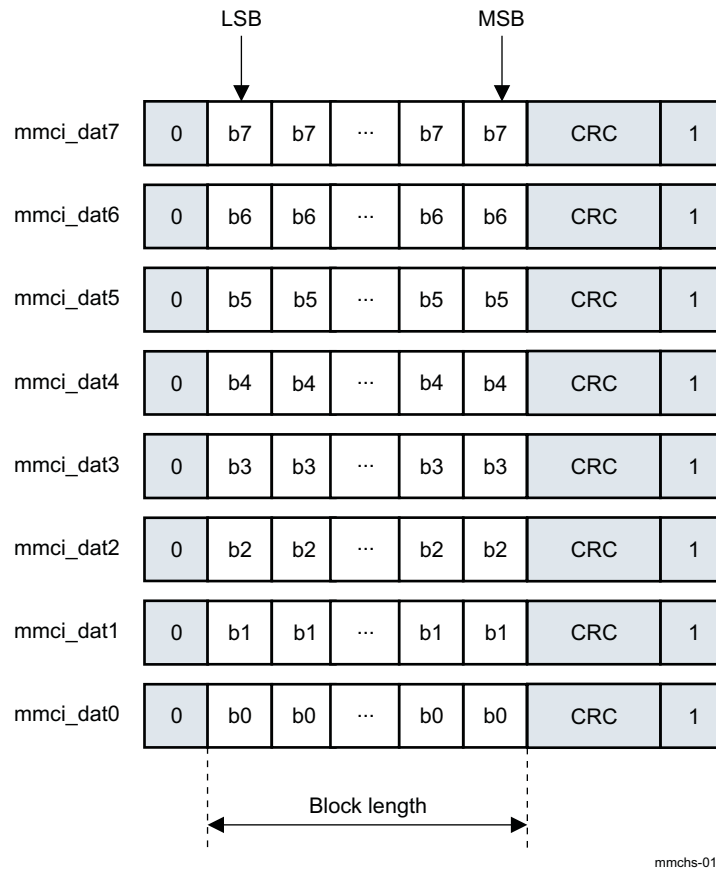 LSB MSB
mmci_dat7 0 b7 b7 ... b7 b7 CRC 1
mmci_dat6 0 b6 b6 ... b6 b6 CRC 1
mmci_dat5 0 b5 b5 ... b5 b5 CRC 1
mmci_dat4 0 b4 b4 ... b4 b4 CRC 1
mmci_dat3 0 b3 b3 ... b3 b3 CRC 1
mmci_dat2 0 b2 b2 ... b2 b2 CRC 1
mmci_dat1 0 b1 b1 ... b1 b1 CRC 1
mmci_dat0 0 b0 b0 ... b0 b0 CRC 1
Block length
mmchs-01